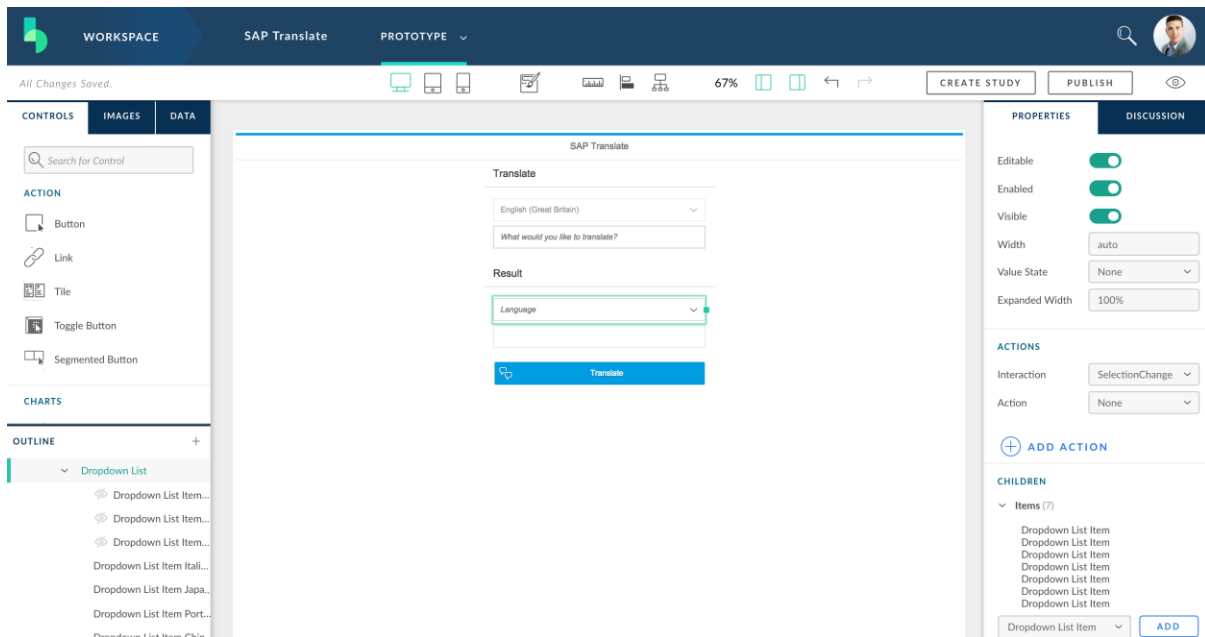 WORKSPACE
SAP Translate
PROTOTYPE
All Changes Saved.
67%
CREATE STUDY
PUBLISH
CONTROLS
IMAGES
DATA
Search for Control
ACTION
Button
Link
Tile
Toggle Button
Segmented Button
CHARTS
OUTLINE
Dropdown List
Dropdown List Item...
Dropdown List Item...
Dropdown List Item...
Dropdown List Item Itali...
Dropdown List Item Japa...
Dropdown List Item Port...
Dropdown List Item Chin...
SAP Translate
Translate
English (Great Britain)
What would you like to translate?
Result
Language
Translate
PROPERTIES
DISCUSSION
Editable
Enabled
Visible
Width auto
Value State None
Expanded Width 100%
ACTIONS
Interaction SelectionChange
Action None
ADD ACTION
CHILDREN
Items (7)
Dropdown List Item
Dropdown List Item
Dropdown List Item
Dropdown List Item
Dropdown List Item
Dropdown List Item
Dropdown List Item
Dropdown List Item ADD